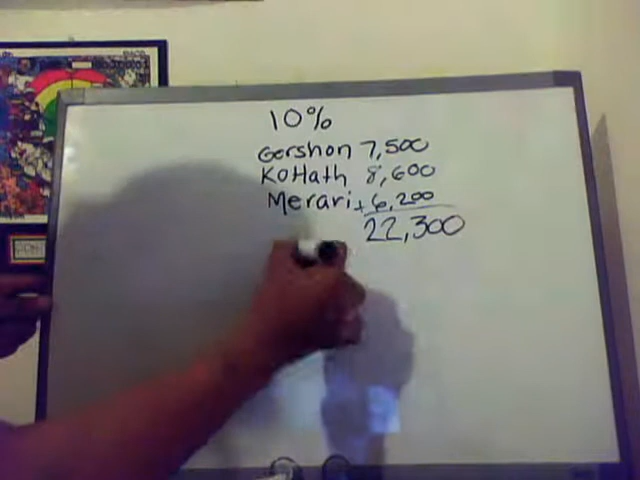 10%
Gershon 7,500
KoHath 8,600
Merari + 6,200
22,300